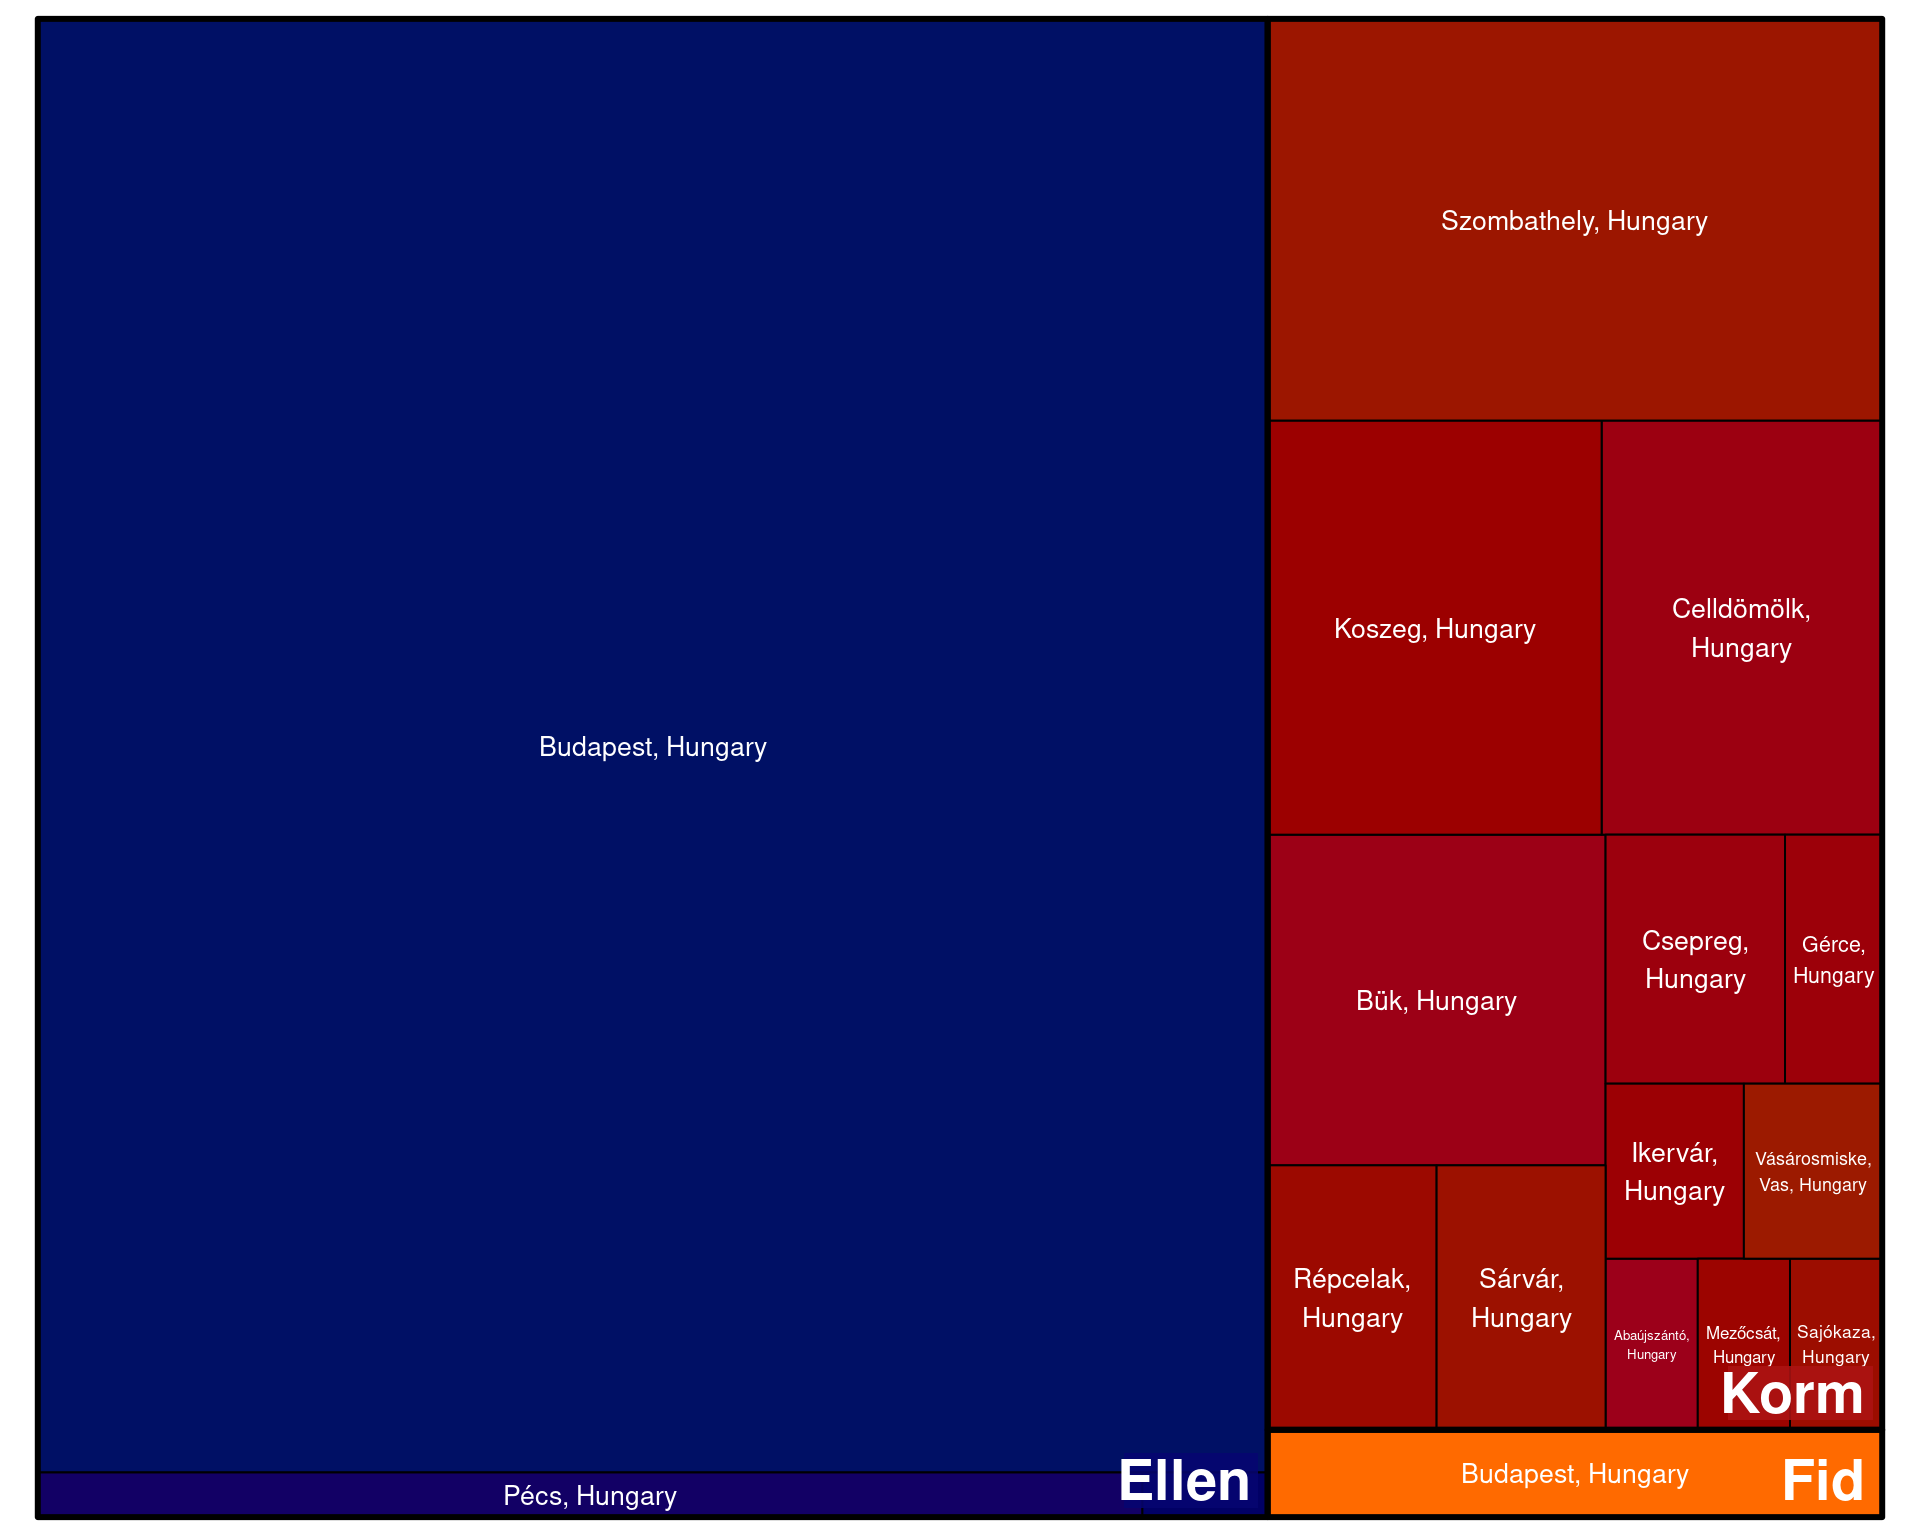 Budapest, Hungary
Pécs, Hungary
Ellen
Szombathely, Hungary
Koszeg, Hungary
Celldömölk,
Hungary
Bük, Hungary
Csepreg,
Hungary
Gérce,
Hungary
Ikervár,
Hungary
Vásárosmiske,
Vas, Hungary
Répcelak,
Hungary
Sárvár,
Hungary
Abaújszántó,
Hungary
Mezőcsát,
Hungary
Sajókaza,
Hungary
Korm
Budapest, Hungary
Fid